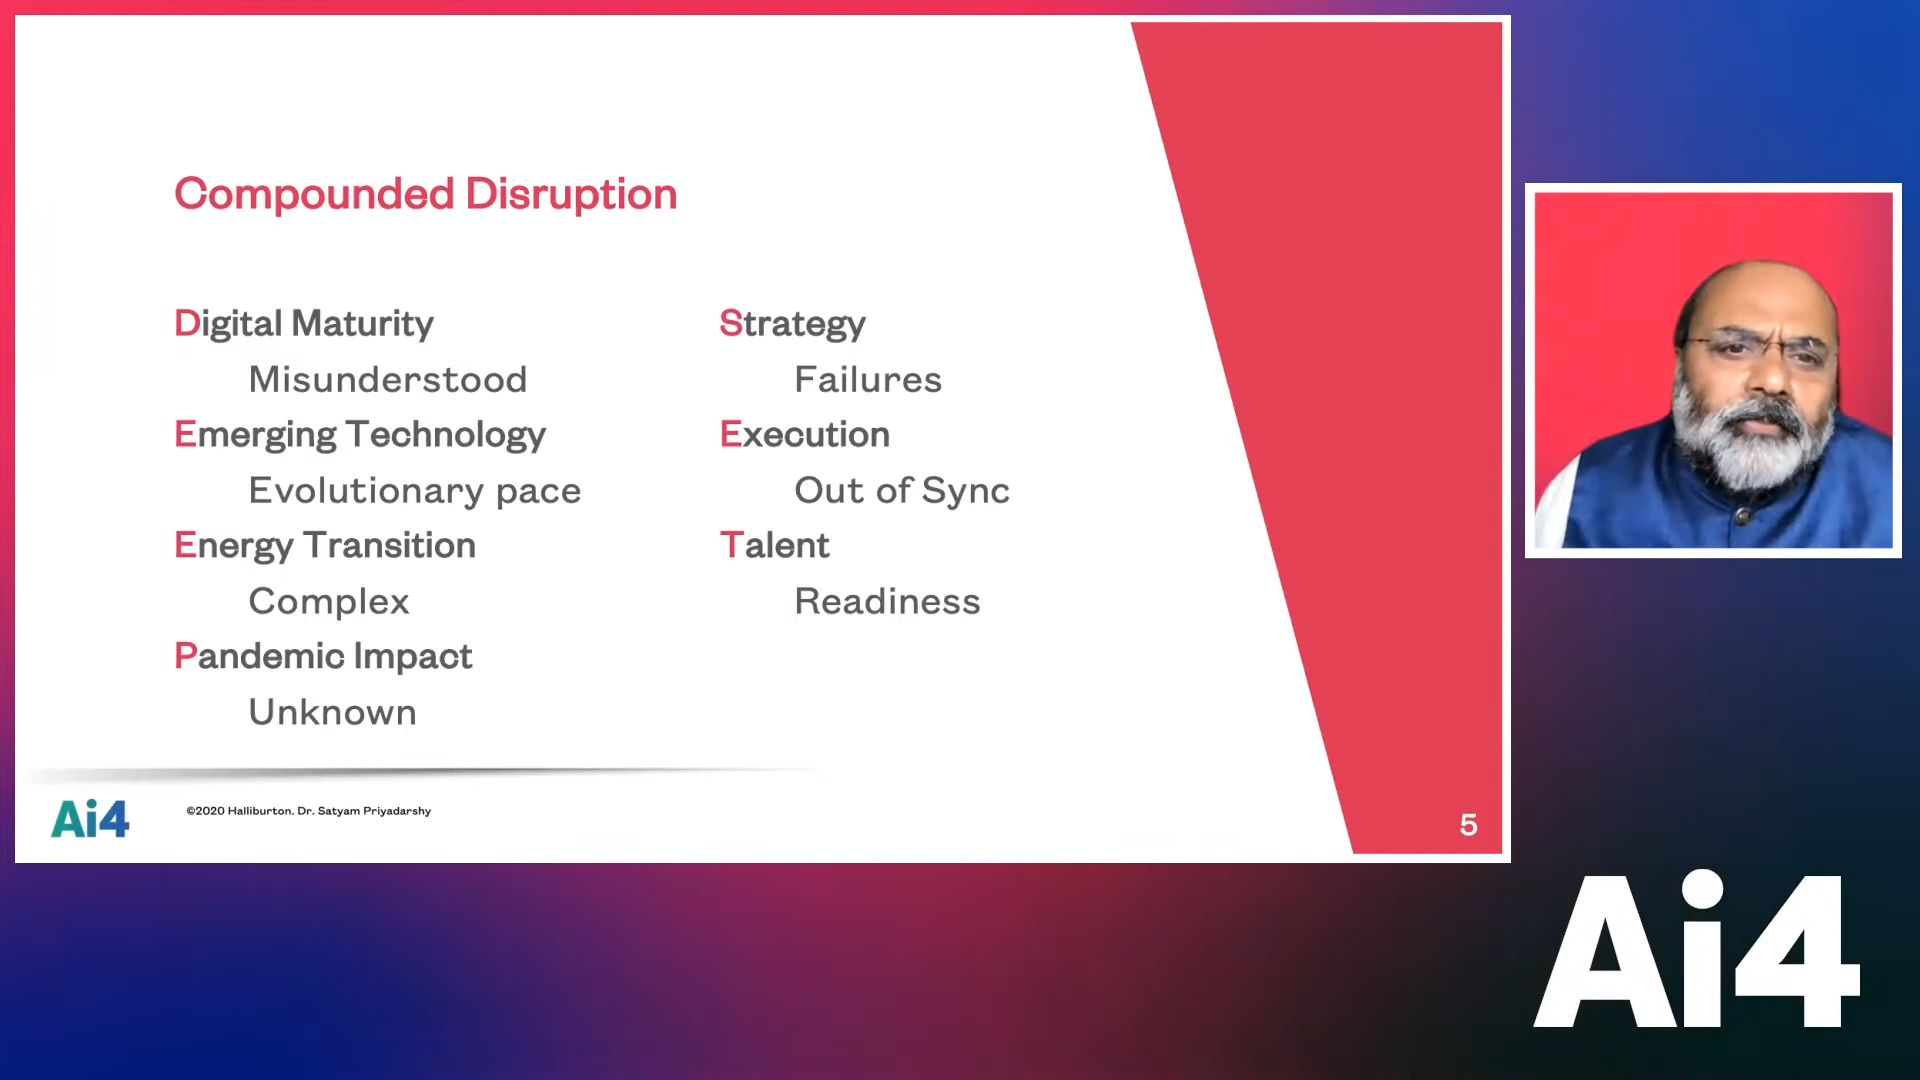 Compounded Disruption
Digital Maturity
Misunderstood
Emerging Technology
Evolutionary pace
Energy Transition
Complex
Pandemic Impact
Unknown
Strategy
Failures
Execution
Out of Sync
Talent
Readiness
Ai4
©2020 Halliburton. Dr. Satyam Priyadarshy
5
Ai4